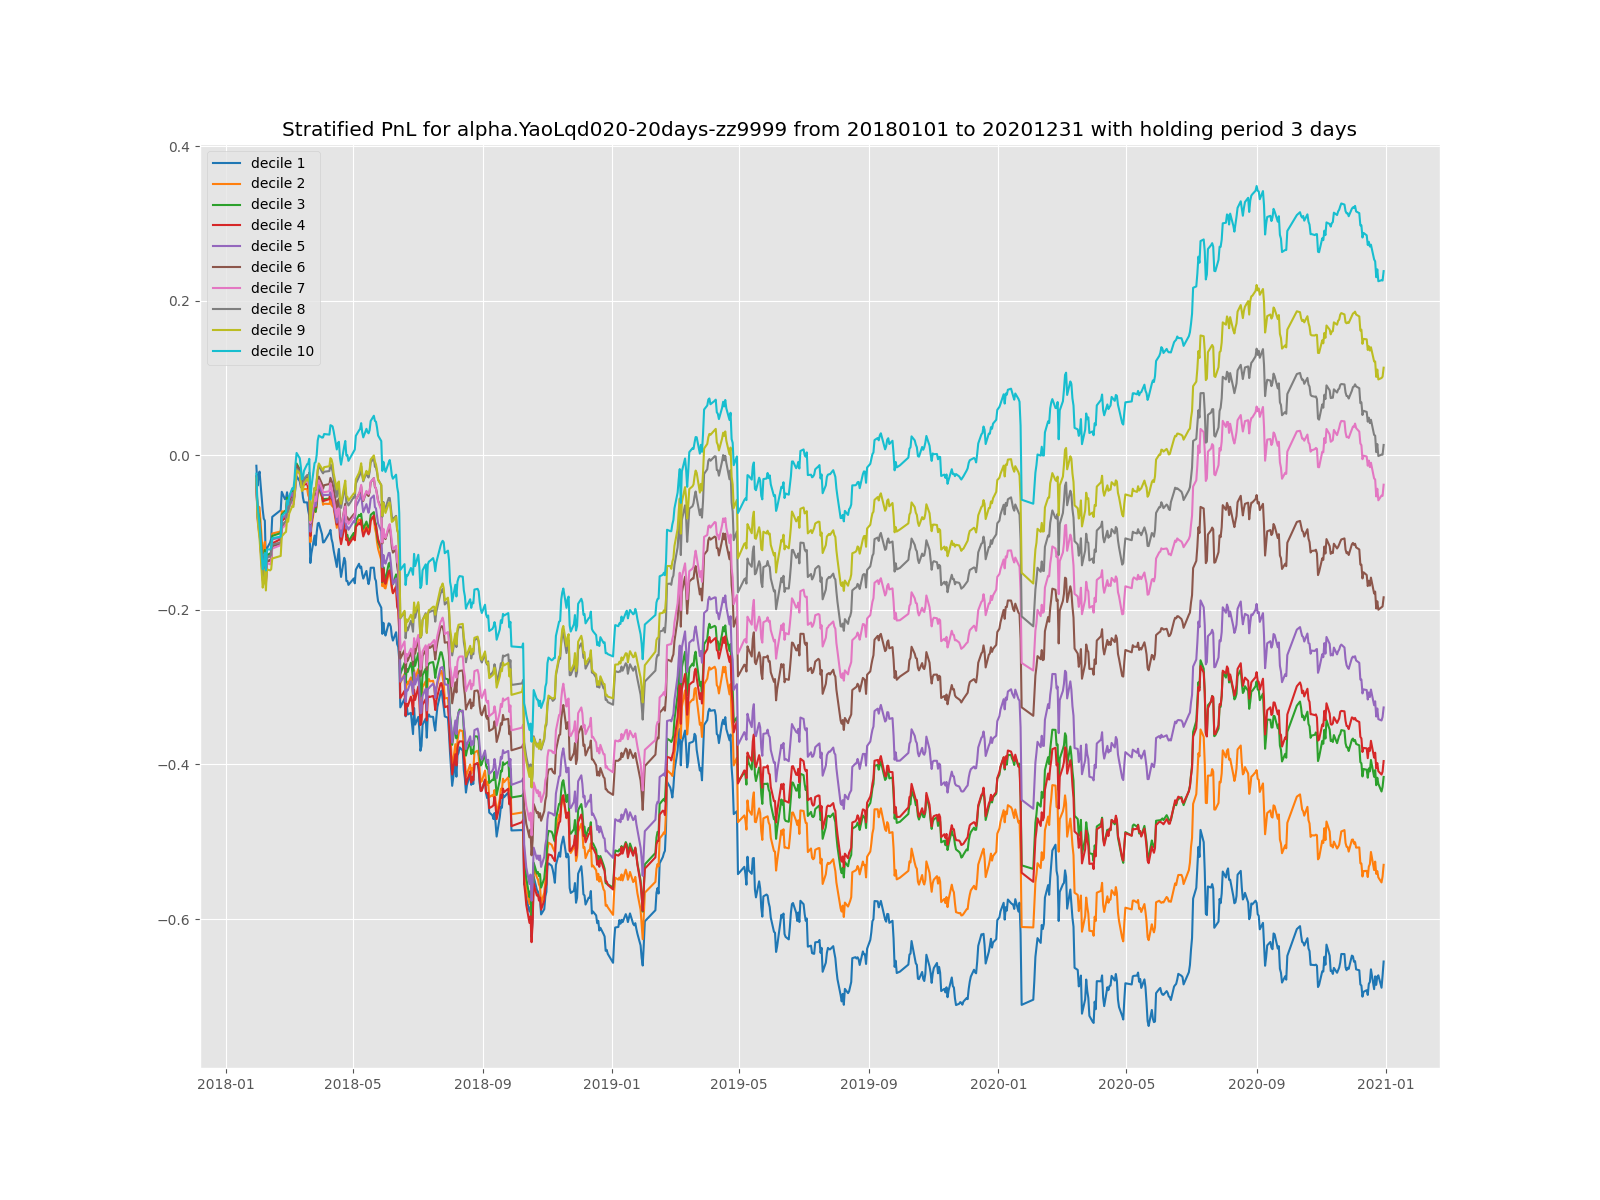 Stratified PnL for alpha.YaoLqd020-20days-zz9999 from 20180101 to 20201231 with holding period 3 days
0.4
0.2
0.0
−0.2
−0.4
−0.6
decile 1
decile 2
decile 3
decile 4
decile 5
decile 6
decile 7
decile 8
decile 9
decile 10
2018-01 2018-05 2018-09 2019-01 2019-05 2019-09 2020-01 2020-05 2020-09 2021-01